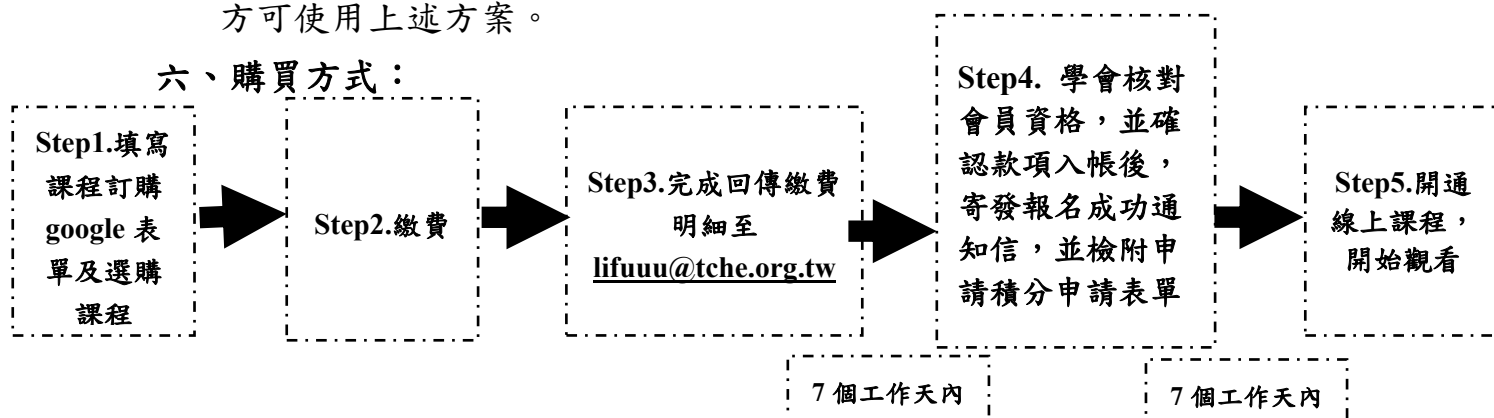 方可使用上述方案。
六、購買方式：
Step1.填寫
課程訂購
google 表
單及選購
課程
Step2.繳費
Step3.完成回傳繳費
明細至
lifuuu@tche.org.tw
Step4. 學會核對
會員資格，並確
認款項入帳後，
寄發報名成功通
知信，並檢附申
請積分申請表單
Step5.開通
線上課程，
開始觀看
7 個工作天內
7 個工作天內